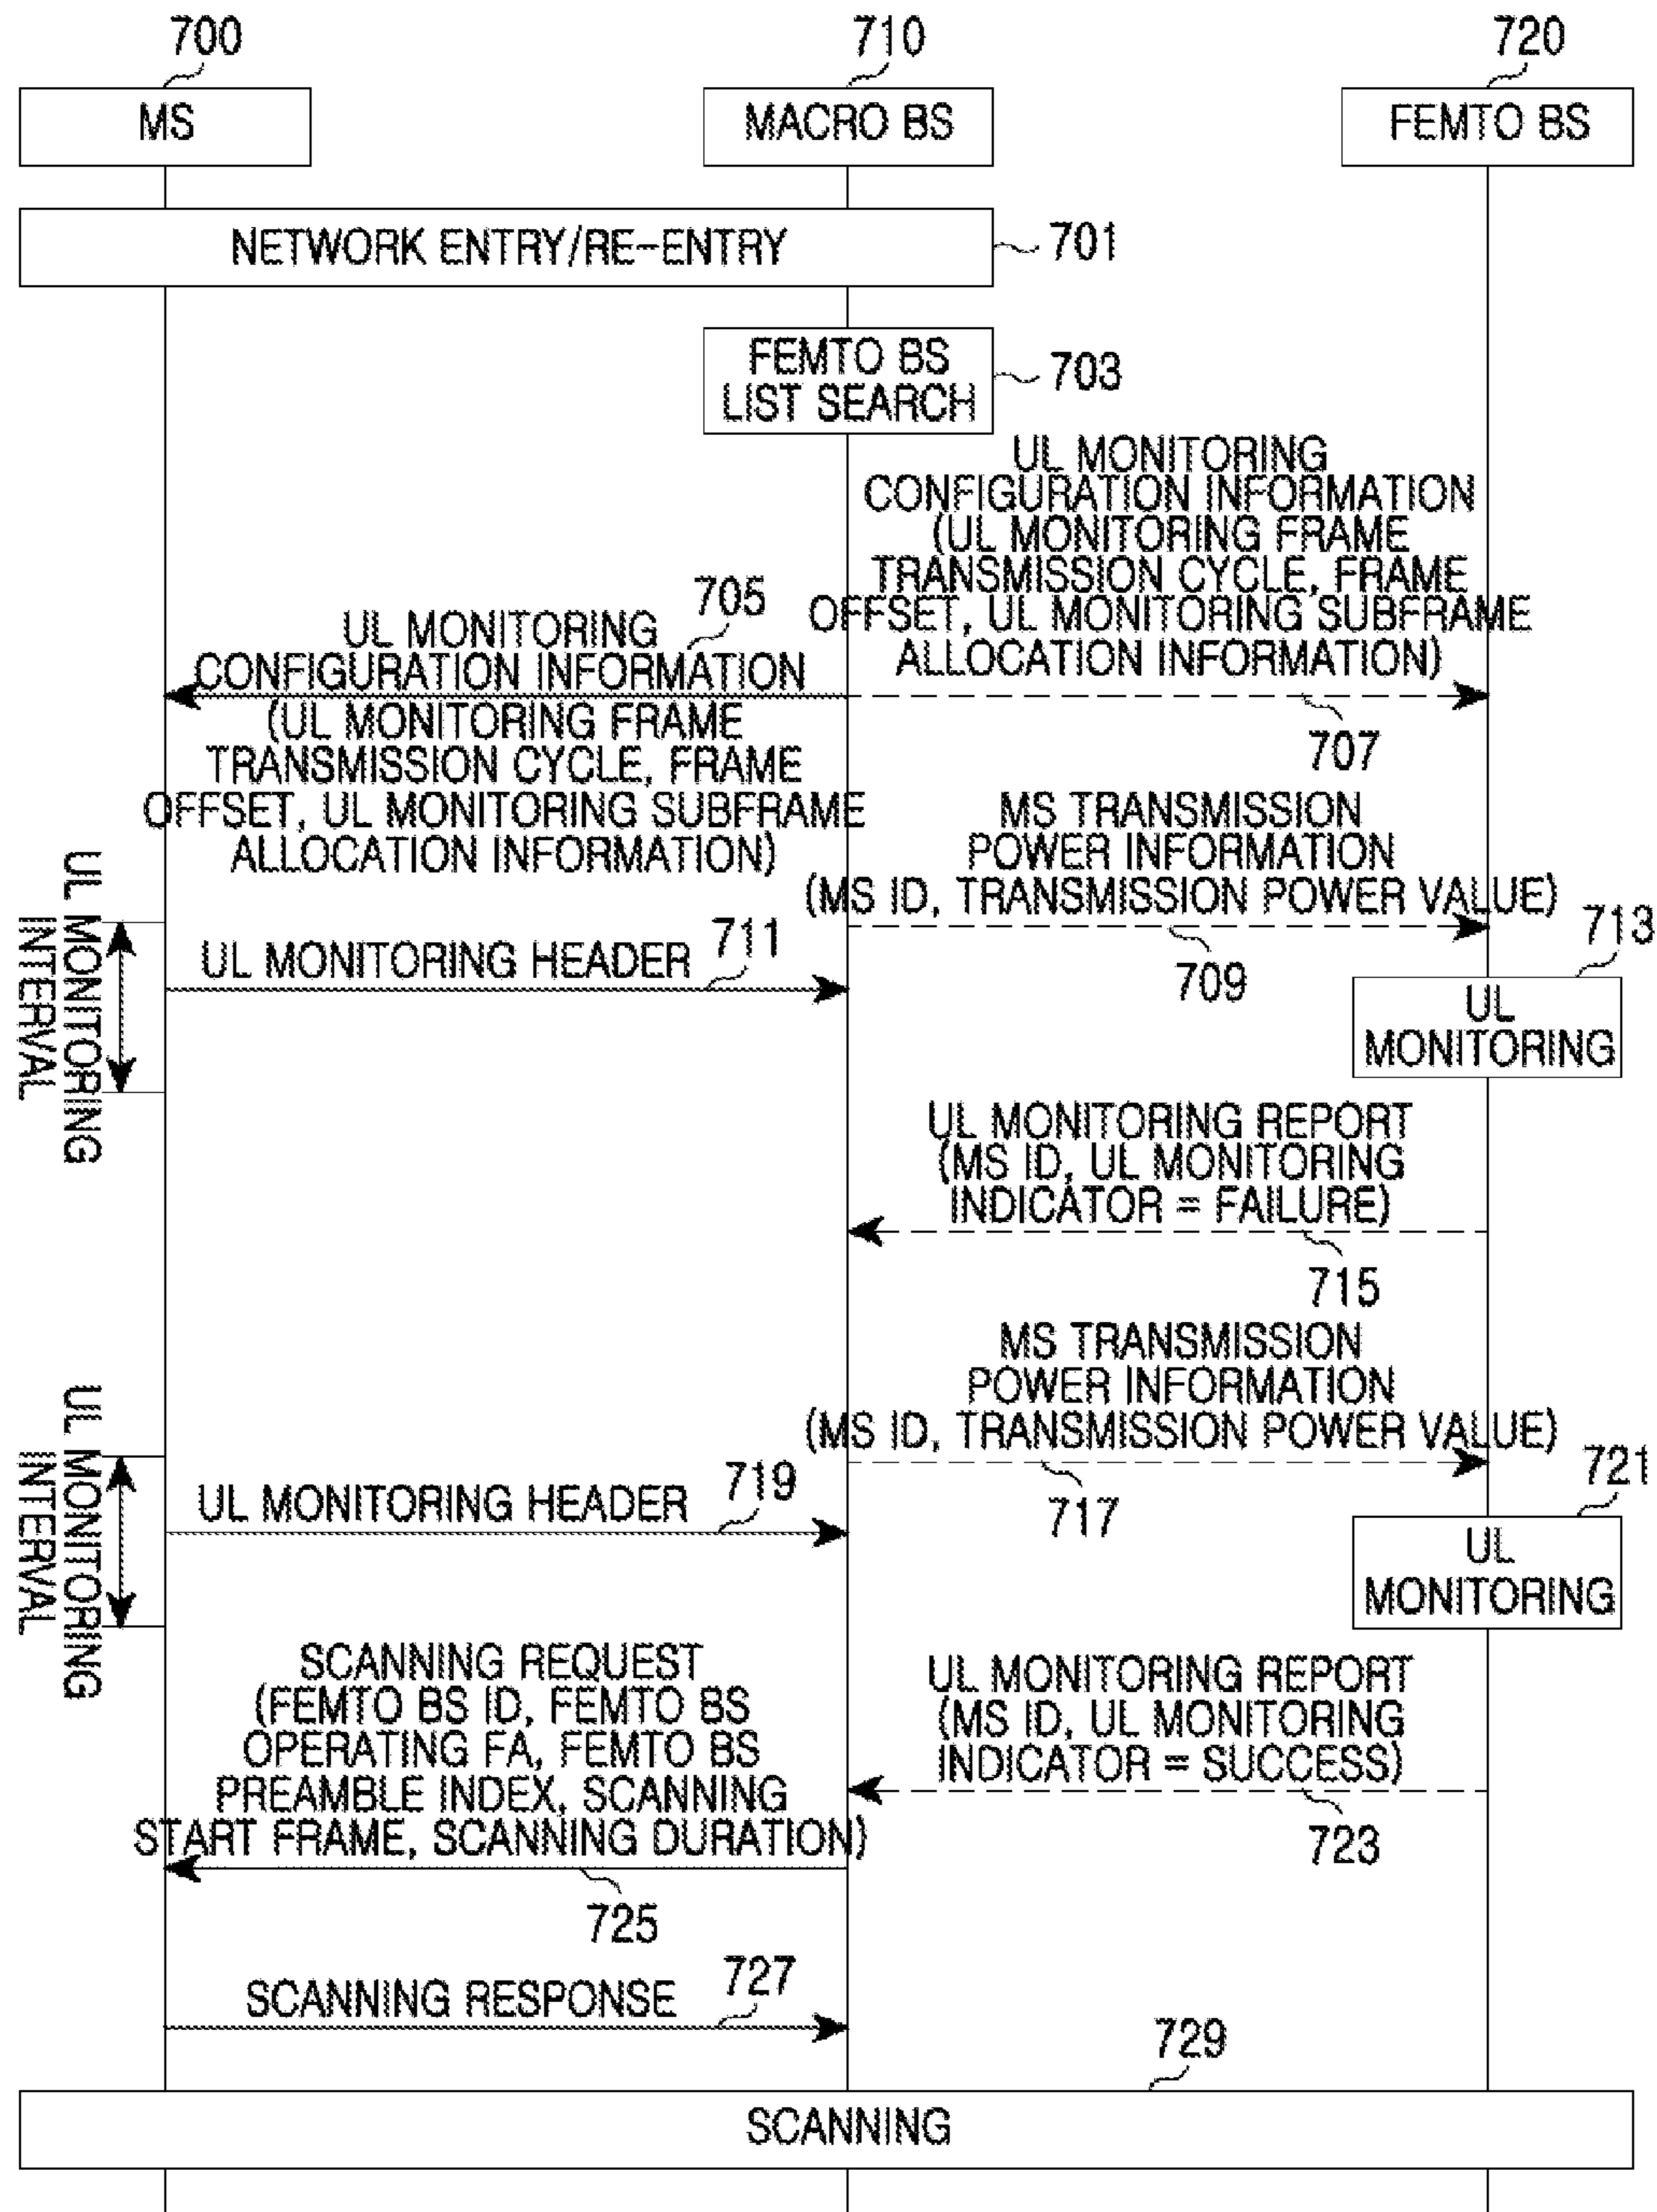 700
710
720
MS
MACRO BS
FEMTO BS
NETWORK ENTRY/RE-ENTRY
701
FEMTO BS
LIST SEARCH
703
UL MONITORING
CONFIGURATION INFORMATION
(UL MONITORING FRAME
TRANSMISSION CYCLE, FRAME
OFFSET, UL MONITORING SUBFRAME
ALLOCATION INFORMATION)
707
705
UL MONITORING
CONFIGURATION INFORMATION
(UL MONITORING FRAME
TRANSMISSION CYCLE, FRAME
OFFSET, UL MONITORING SUBFRAME
ALLOCATION INFORMATION)
MS TRANSMISSION
POWER INFORMATION
(MS ID, TRANSMISSION POWER VALUE)
709
UL MONITORING
INTERVAL
UL MONITORING HEADER
711
713
UL
MONITORING
UL MONITORING REPORT
(MS ID, UL MONITORING
INDICATOR = FAILURE)
715
MS TRANSMISSION
POWER INFORMATION
(MS ID, TRANSMISSION POWER VALUE)
717
UL MONITORING
INTERVAL
UL MONITORING HEADER
719
721
UL
MONITORING
UL MONITORING REPORT
(MS ID, UL MONITORING
INDICATOR = SUCCESS)
723
SCANNING REQUEST
(FEMTO BS ID, FEMTO BS
OPERATING FA, FEMTO BS
PREAMBLE INDEX, SCANNING
START FRAME, SCANNING DURATION)
725
SCANNING RESPONSE
727
729
SCANNING